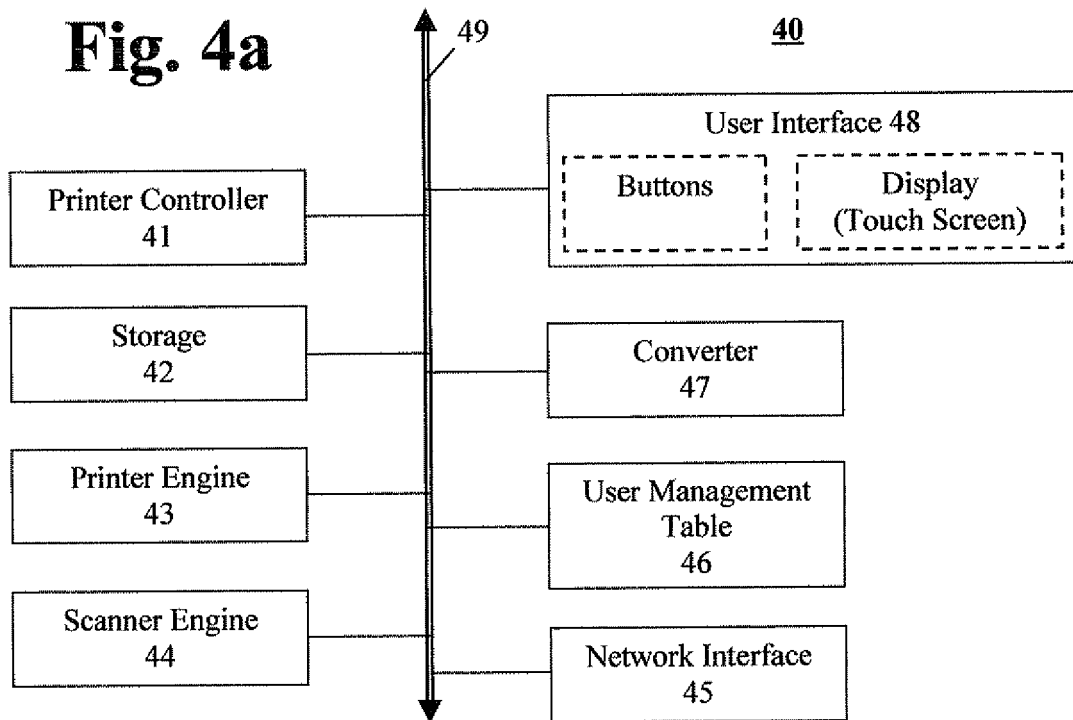 Fig. 4a
49
40
User Interface 48
Buttons
Display
(Touch Screen)
Printer Controller
41
Storage
42
Converter
47
Printer Engine
43
User Management
Table
46
Scanner Engine
44
Network Interface
45